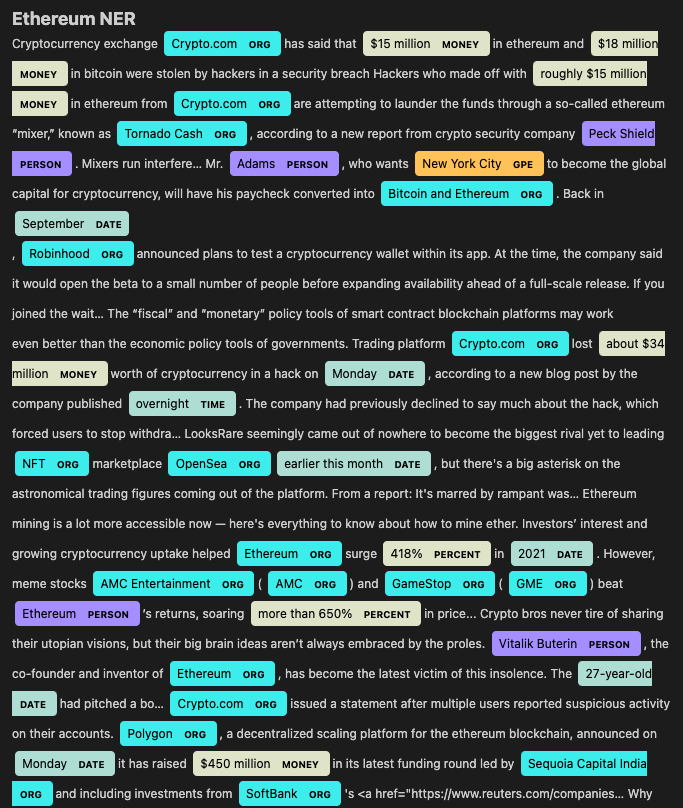 Ethereum NER
Cryptocurrency exchange Crypto.com ORG has said that $15 million MONEY in ethereum and $18 million
MONEY in bitcoin were stolen by hackers in a security breach Hackers who made off with roughly $15 million
MONEY in ethereum from Crypto.com ORG are attempting to launder the funds through a so-called ethereum
“mixer,” known as Tornado Cash ORG , according to a new report from crypto security company Peck Shield
PERSON . Mixers run interfere… Mr. Adams PERSON , who wants New York City GPE to become the global
capital for cryptocurrency, will have his paycheck converted into Bitcoin and Ethereum ORG . Back in
September DATE
, Robinhood ORG announced plans to test a cryptocurrency wallet within its app. At the time, the company said
it would open the beta to a small number of people before expanding availability ahead of a full-scale release. If you
joined the wait… The “fiscal” and “monetary” policy tools of smart contract blockchain platforms may work
even better than the economic policy tools of governments. Trading platform Crypto.com ORG lost about $34
million MONEY worth of cryptocurrency in a hack on Monday DATE , according to a new blog post by the
company published overnight TIME . The company had previously declined to say much about the hack, which
forced users to stop withdra… LooksRare seemingly came out of nowhere to become the biggest rival yet to leading
NFT ORG marketplace OpenSea ORG earlier this month DATE , but there's a big asterisk on the
astronomical trading figures coming out of the platform. From a report: It's marred by rampant was… Ethereum
mining is a lot more accessible now — here's everything to know about how to mine ether. Investors’ interest and
growing cryptocurrency uptake helped Ethereum ORG surge 418% PERCENT in 2021 DATE . However,
meme stocks AMC Entertainment ORG ( AMC ORG ) and GameStop ORG ( GME ORG ) beat
Ethereum PERSON ’s returns, soaring more than 650% PERCENT in price… Crypto bros never tire of sharing
their utopian visions, but their big brain ideas aren’t always embraced by the proles. Vitalik Buterin PERSON , the
co-founder and inventor of Ethereum ORG , has become the latest victim of this insolence. The 27-year-old
DATE had pitched a bo… Crypto.com ORG issued a statement after multiple users reported suspicious activity
on their accounts. Polygon ORG , a decentralized scaling platform for the ethereum blockchain, announced on
Monday DATE it has raised $450 million MONEY in its latest funding round led by Sequoia Capital India
ORG and including investments from SoftBank ORG 's <a href="https://www.reuters.com/companies… Why